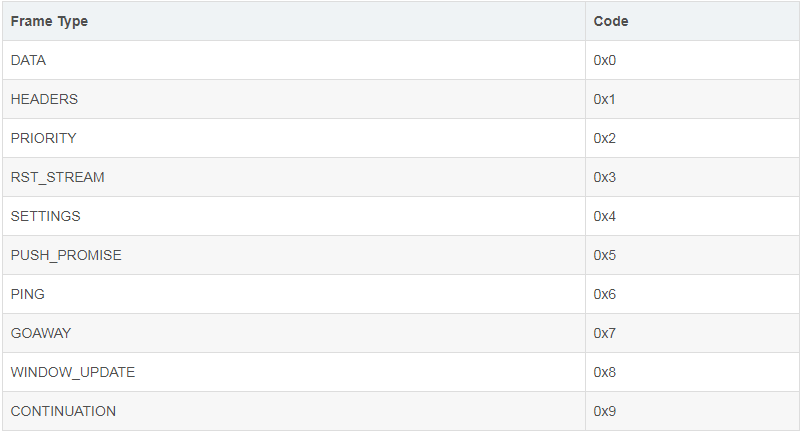 Frame Type Code
DATA 0x0
HEADERS 0x1
PRIORITY 0x2
RST_STREAM 0x3
SETTINGS 0x4
PUSH_PROMISE 0x5
PING 0x6
GOAWAY 0x7
WINDOW_UPDATE 0x8
CONTINUATION 0x9